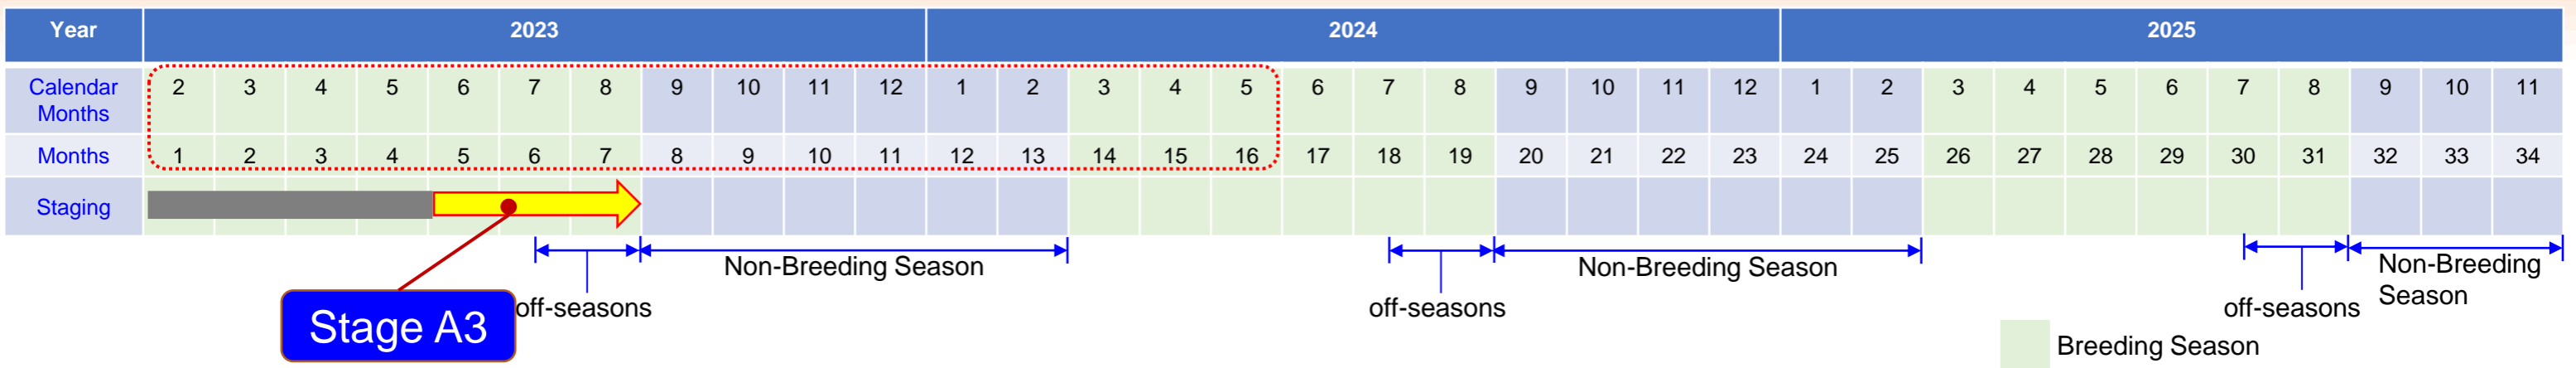 Year 2023 2024 2025
Calendar Months 2 3 4 5 6 7 8 9 10 11 12 1 2 3 4 5 6 7 8 9 10 11 12 1 2 3 4 5 6 7 8 9 10 11
Months 1 2 3 4 5 6 7 8 9 10 11 12 13 14 15 16 17 18 19 20 21 22 23 24 25 26 27 28 29 30 31 32 33 34
Staging
Non-Breeding Season
Non-Breeding Season
Non-Breeding
Season
off-seasons
off-seasons
off-seasons
Stage A3
Breeding Season